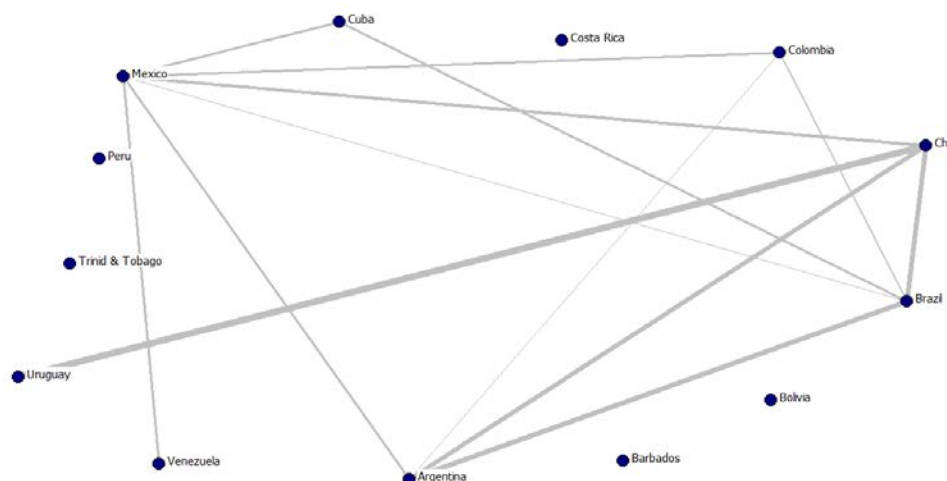 Cuba
Costa Rica
Colombia
Mexico
Ch
Peru
Trinid & Tobago
Brazil
Uruguay
Bolivia
Venezuela
Barbados
Argentina